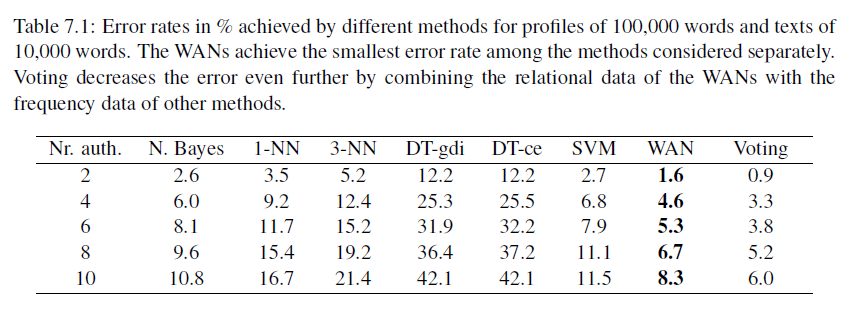 Table 7.1: Error rates in % achieved by different methods for profiles of 100,000 words and texts of
10,000 words. The WANs achieve the smallest error rate among the methods considered separately.
Voting decreases the error even further by combining the relational data of the WANs with the
frequency data of other methods.
Nr. auth. N. Bayes 1-NN 3-NN DT-gdi DT-ce SVM WAN Voting
2 2.6 3.5 5.2 12.2 12.2 2.7 1.6 0.9
4 6.0 9.2 12.4 25.3 25.5 6.8 4.6 3.3
6 8.1 11.7 15.2 31.9 32.2 7.9 5.3 3.8
8 9.6 15.4 19.2 36.4 37.2 11.1 6.7 5.2
10 10.8 16.7 21.4 42.1 42.1 11.5 8.3 6.0